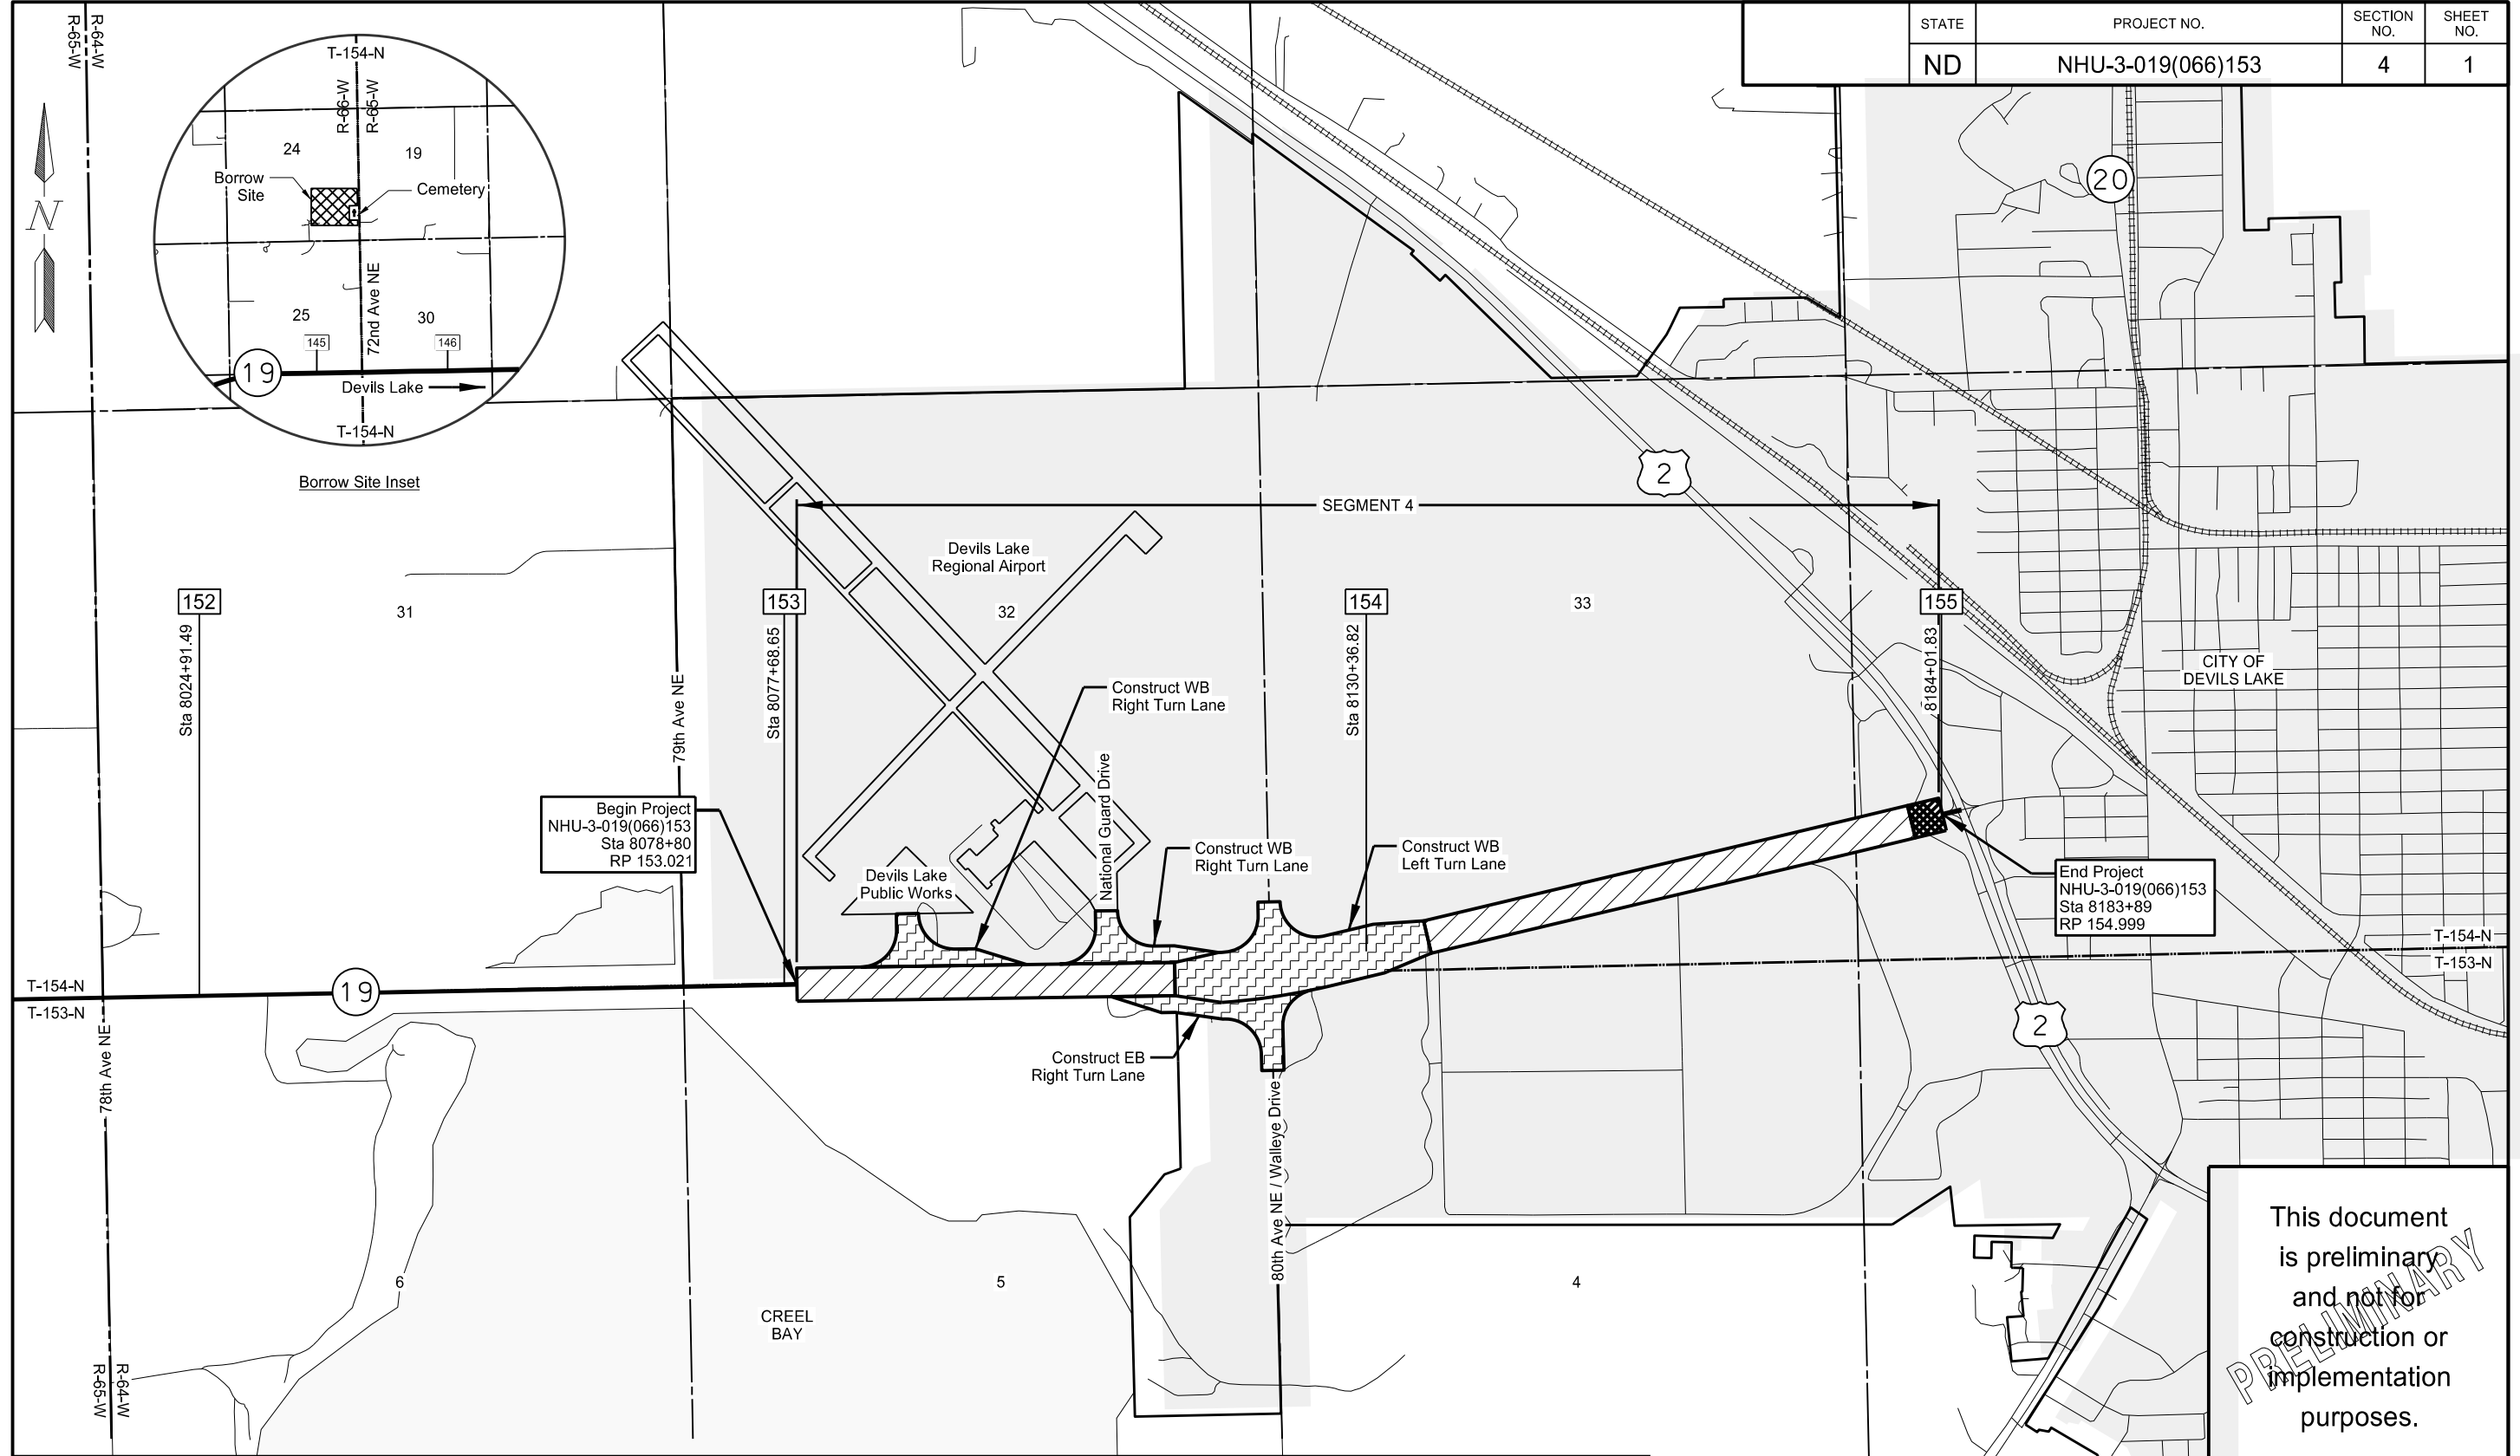 STATE
PROJECT NO.
SECTION
NO.
SHEET
NO.
ND
NHU-3-019(066)153
4
1
R-65-W
R-64-W
T-154-N
R-66-W
R-65-W
24
19
Borrow
Site
Cemetery
72nd Ave NE
25
30
145
146
19
Devils Lake
T-154-N
Borrow Site Inset
N
20
2
SEGMENT 4
Devils Lake
Regional Airport
152
31
153
32
154
33
155
Sta 8024+91.49
Sta 8077+68.65
Sta 8130+36.82
8184+01.83
CITY OF
DEVILS LAKE
79th Ave NE
Construct WB
Right Turn Lane
National Guard Drive
Begin Project
NHU-3-019(066)153
Sta 8078+80
RP 153.021
Devils Lake
Public Works
Construct WB
Right Turn Lane
Construct WB
Left Turn Lane
End Project
NHU-3-019(066)153
Sta 8183+89
RP 154.999
T-154-N
T-153-N
T-154-N
T-153-N
19
2
78th Ave NE
Construct EB
Right Turn Lane
80th Ave NE / Walleye Drive
6
5
4
CREEL
BAY
R-65-W
R-64-W
This document
is preliminary
and not for
construction or
implementation
purposes.
PRELIMINARY